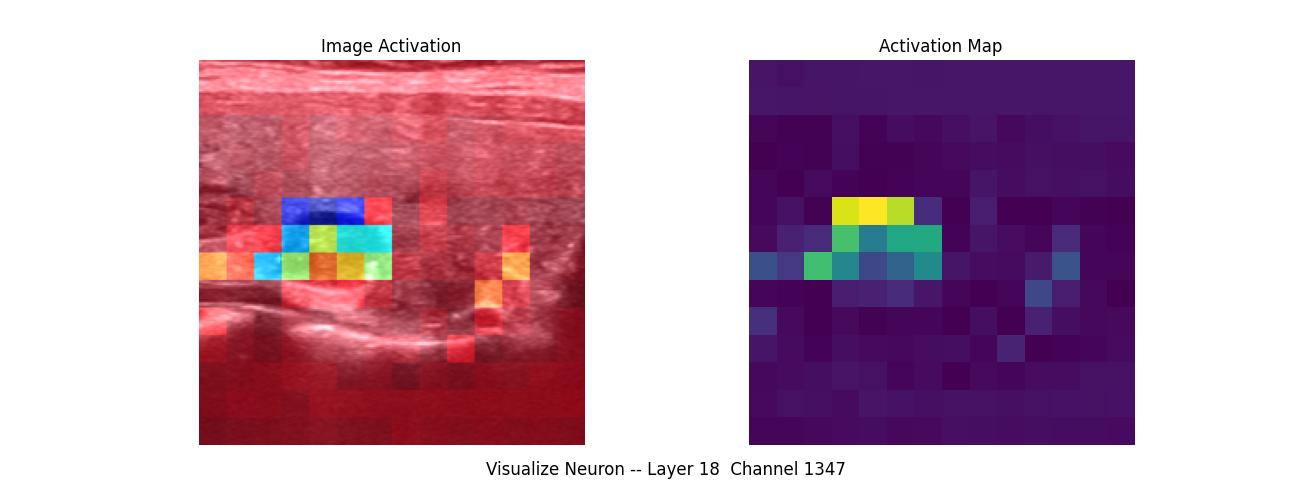 Image Activation
Activation Map
Visualize Neuron -- Layer 18  Channel 1347